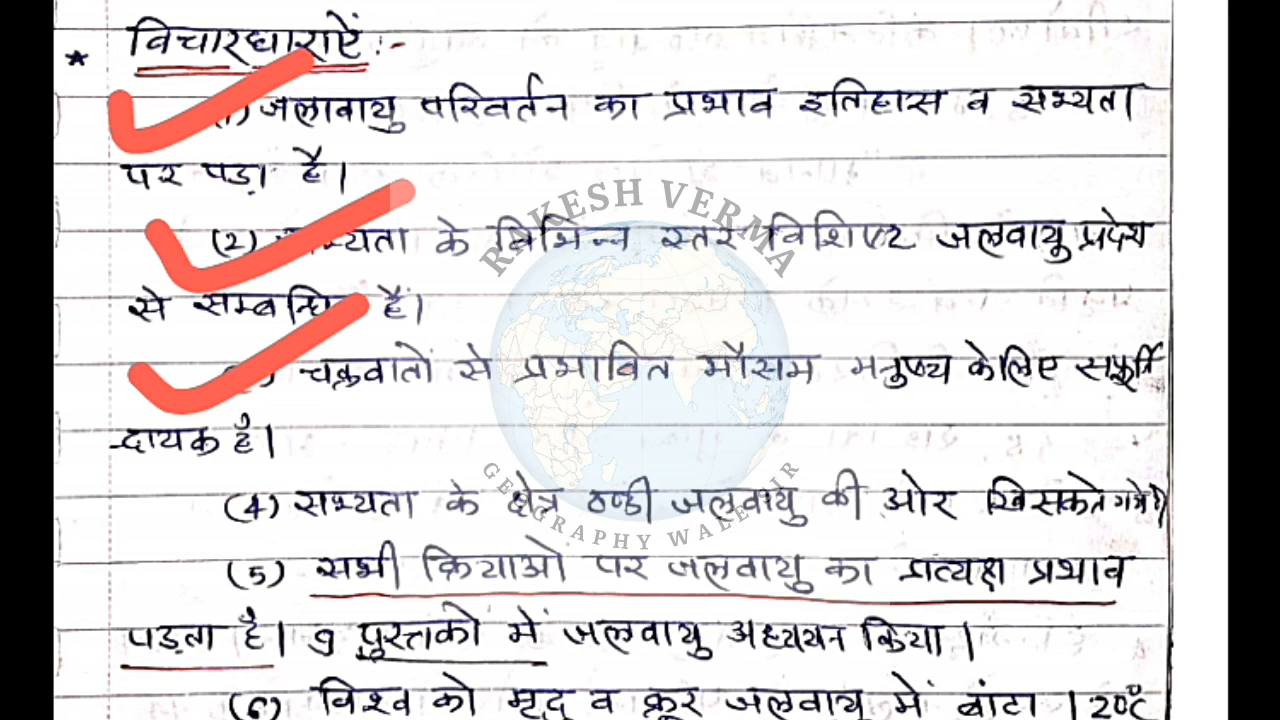 * विचारधाराऐं :-
(1) जलावायु परिवर्तन का प्रभाव इतिहास व सभ्यता
पर पड़ा है।
(2) सभ्यता के विभिन्न स्तर विशिष्ट जलवायु प्रदेश
से सम्बन्धित हैं।
चक्रवातों से प्रभावित मौसम मनुष्य के लिए
-दायक है।
(4) सभ्यता के क्षेत्र ठण्डी जलवायु की ओर खिसकते गये।
(5) सभी क्रियाओ पर जलवायु का प्रत्यक्ष प्रभाव
पड़ता है। 9 पुस्तकों में जलवायु अध्ययन किया।
(6) विश्व को मृदु व क्रूर जलवायु में बांटा । 20°C
RAKESH VERMA
GEOGRAPHY WALE SIR